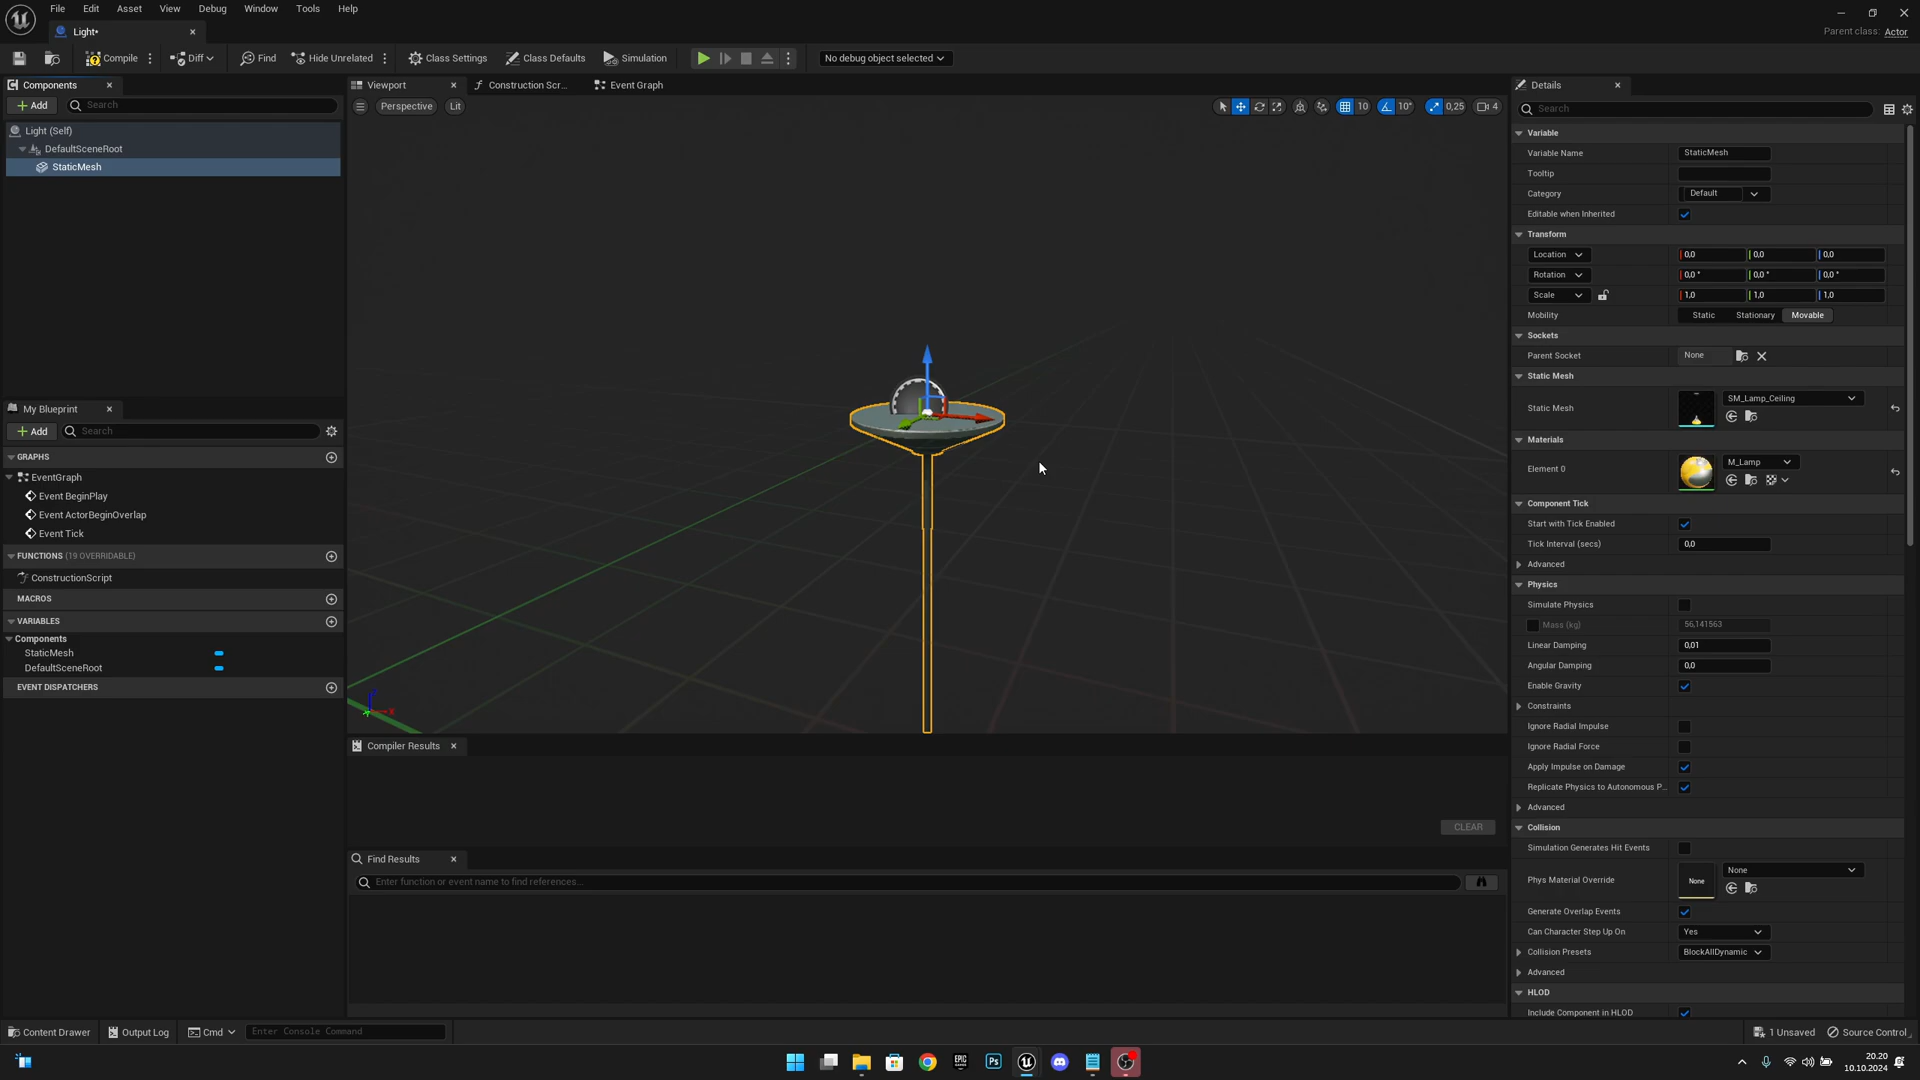 File Edit Asset View Debug Window Tools Help
Light*
Parent class: Actor
Compile Diff Find Hide Unrelated Class Settings Class Defaults Simulation No debug object selected
Components
Add Search
Light (Self)
DefaultSceneRoot
StaticMesh
My Blueprint
Add Search
GRAPHS
EventGraph
Event BeginPlay
Event ActorBeginOverlap
Event Tick
FUNCTIONS (19 OVERRIDABLE)
ConstructionScript
MACROS
VARIABLES
Components
StaticMesh
DefaultSceneRoot
EVENT DISPATCHERS
Viewport Construction Scr... Event Graph
Perspective Lit 10 10° 0,25 4
X
Compiler Results
CLEAR
Find Results
Enter function or event name to find references...
Details
Search
Variable
Variable Name StaticMesh
Tooltip
Category Default
Editable when Inherited
Transform
Location 0,0 0,0 0,0
Rotation 0,0 ° 0,0 ° 0,0 °
Scale 1,0 1,0 1,0
Mobility Static Stationary Movable
Sockets
Parent Socket None
Static Mesh
Static Mesh SM_Lamp_Ceiling
Materials
Element 0 M_Lamp
Component Tick
Start with Tick Enabled
Tick Interval (secs) 0,0
Advanced
Physics
Simulate Physics
Mass (kg) 56,141563
Linear Damping 0,01
Angular Damping 0,0
Enable Gravity
Constraints
Ignore Radial Impulse
Ignore Radial Force
Apply Impulse on Damage
Replicate Physics to Autonomous P...
Advanced
Collision
Simulation Generates Hit Events
Phys Material Override None None
Generate Overlap Events
Can Character Step Up On Yes
Collision Presets BlockAllDynamic
Advanced
HLOD
Include Component in HLOD
Content Drawer Output Log Cmd Enter Console Command 1 Unsaved Source Control
EPIC GAMES Ps
20.20
10.10.2024